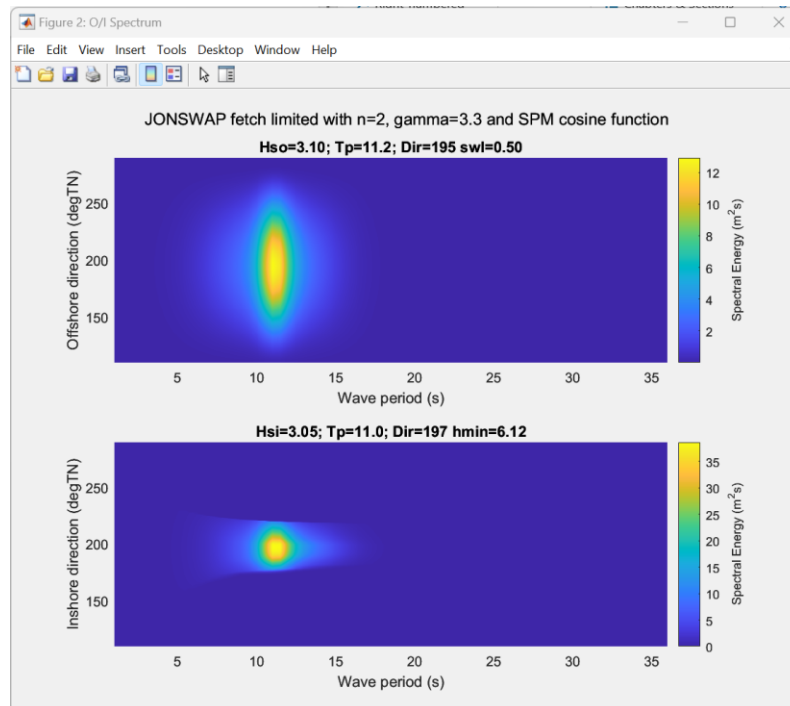 Figure 2: O/I Spectrum
File Edit View Insert Tools Desktop Window Help
JONSWAP fetch limited with n=2, gamma=3.3 and SPM cosine function
Hso=3.10; Tp=11.2; Dir=195 swl=0.50
Offshore direction (degTN)
250
200
150
5 10 15 20 25 30 35
Wave period (s)
12
10
8
6
4
2
Spectral Energy (m²s)
Hsi=3.05; Tp=11.0; Dir=197 hmin=6.12
Inshore direction (degTN)
250
200
150
5 10 15 20 25 30 35
Wave period (s)
35
30
25
20
15
10
5
0
Spectral Energy (m²s)